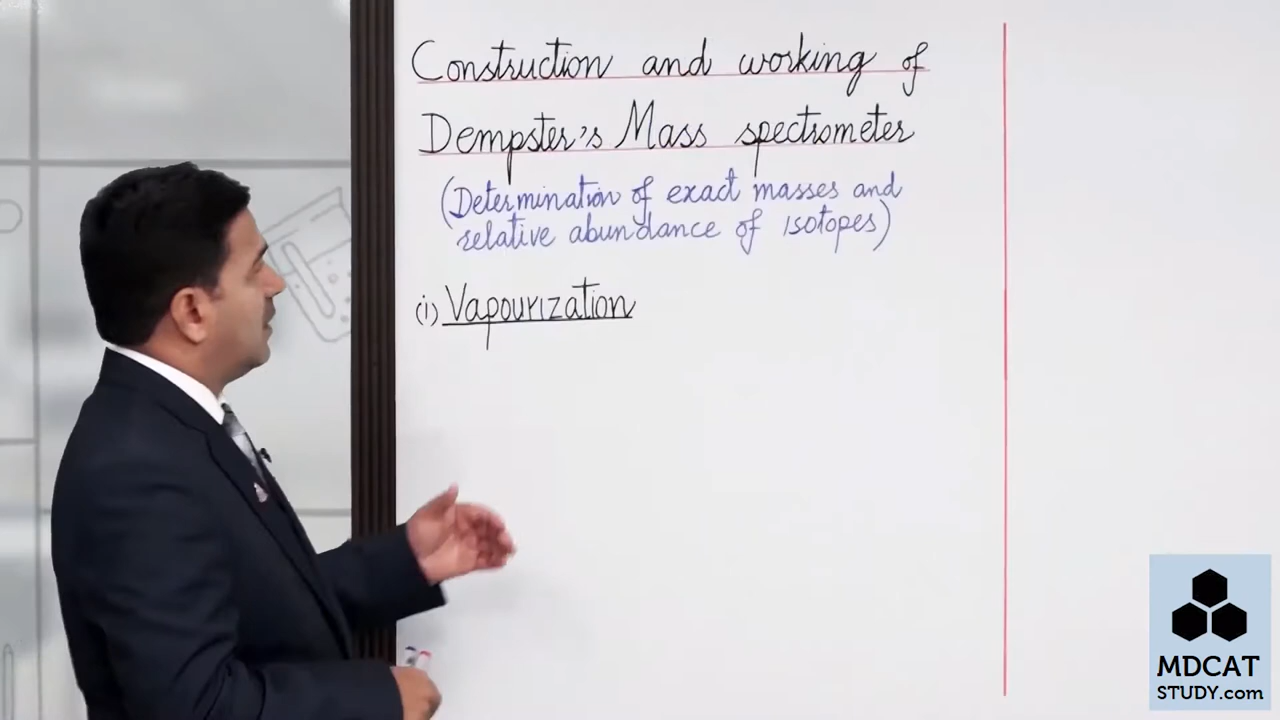 Construction and working of
Dempster's Mass spectrometer
(Determination of exact masses and
relative abundance of isotopes)
(i) Vapourization
MDCAT
STUDY.com